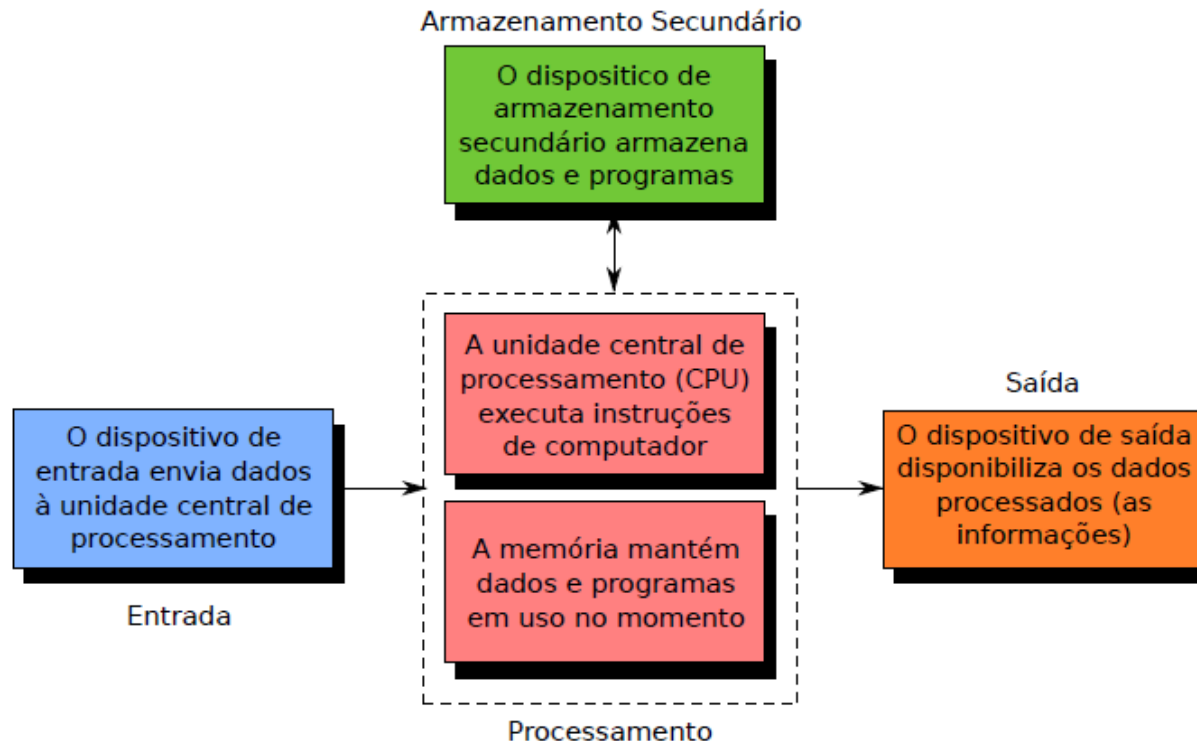 Armazenamento Secundário
O dispositico de
armazenamento
secundário armazena
dados e programas
A unidade central de
processamento (CPU)
executa instruções
de computador
Saída
O dispositivo de
entrada envia dados
à unidade central de
processamento
O dispositivo de saída
disponibiliza os dados
processados (as
informações)
A memória mantém
dados e programas
em uso no momento
Entrada
Processamento